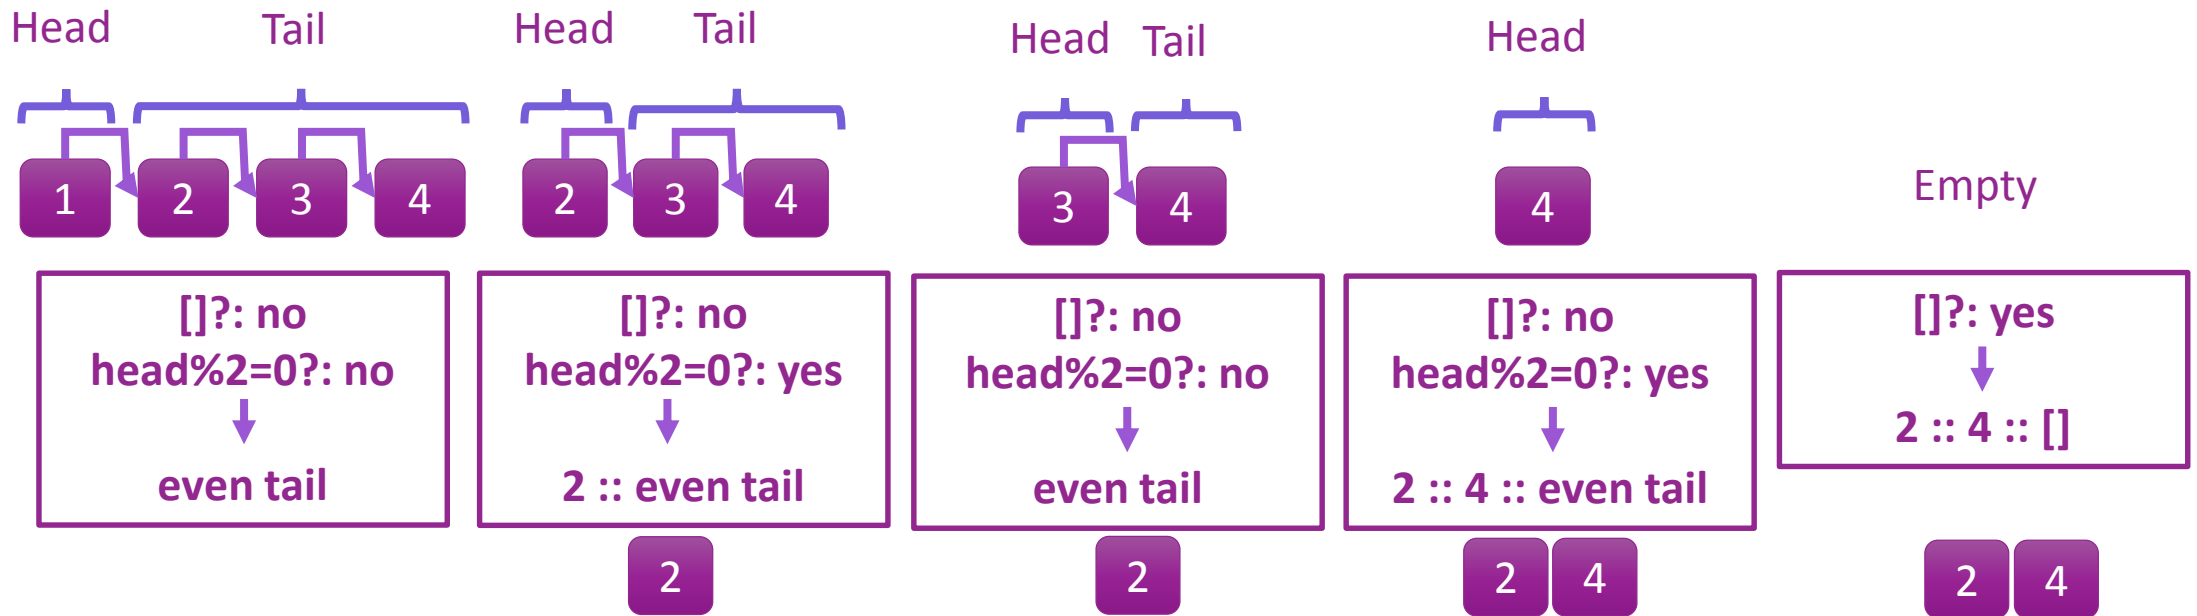 Head Tail
1 2 3 4
[]?: no
head%2=0?: no
even tail
Head Tail
2 3 4
[]?: no
head%2=0?: yes
2 :: even tail
2
Head Tail
3 4
[]?: no
head%2=0?: no
even tail
2
Head
4
[]?: no
head%2=0?: yes
2 :: 4 :: even tail
2 4
Empty
[]?: yes
2 :: 4 :: []
2 4